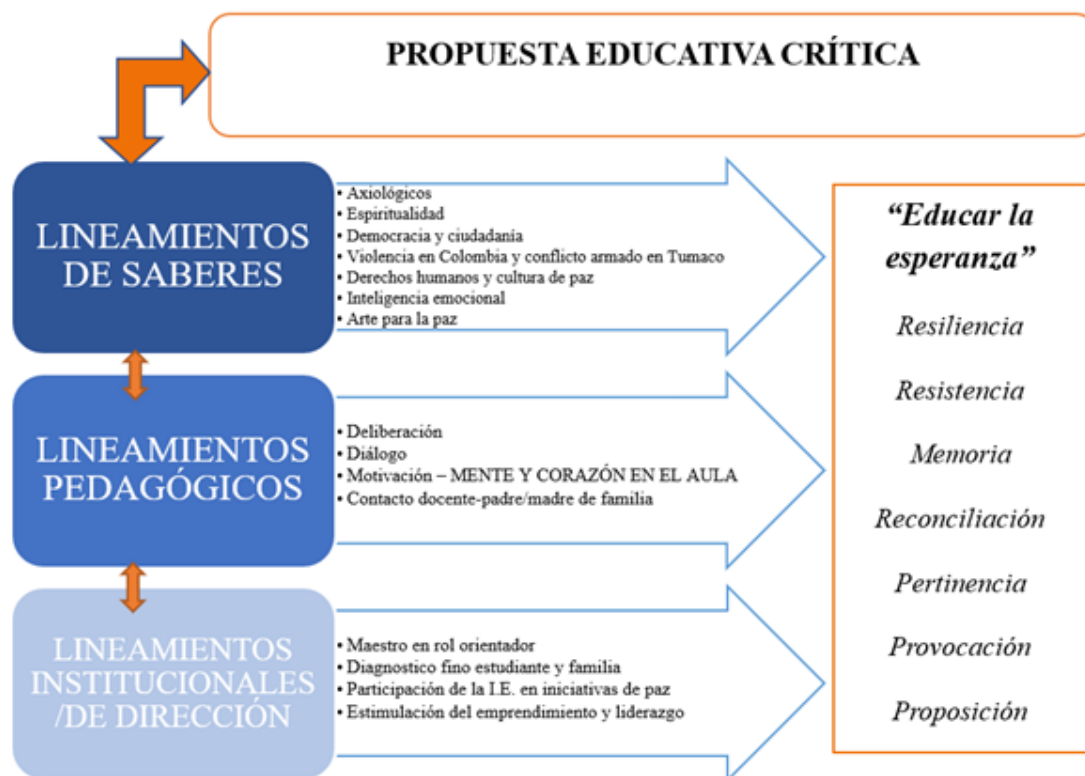 PROPUESTA EDUCATIVA CRÍTICA
LINEAMIENTOS
DE SABERES
• Axiológicos
• Espiritualidad
• Democracia y ciudadanía
• Violencia en Colombia y conflicto armado en Tumaco
• Derechos humanos y cultura de paz
• Inteligencia emocional
• Arte para la paz
LINEAMIENTOS
PEDAGÓGICOS
• Deliberación
• Diálogo
• Motivación – MENTE Y CORAZÓN EN EL AULA
• Contacto docente-padre/madre de familia
LINEAMIENTOS
INSTITUCIONALES
/DE DIRECCIÓN
• Maestro en rol orientador
• Diagnostico fino estudiante y familia
• Participación de la I.E. en iniciativas de paz
• Estimulación del emprendimiento y liderazgo
“Educar la
esperanza”
Resiliencia
Resistencia
Memoria
Reconciliación
Pertinencia
Provocación
Proposición